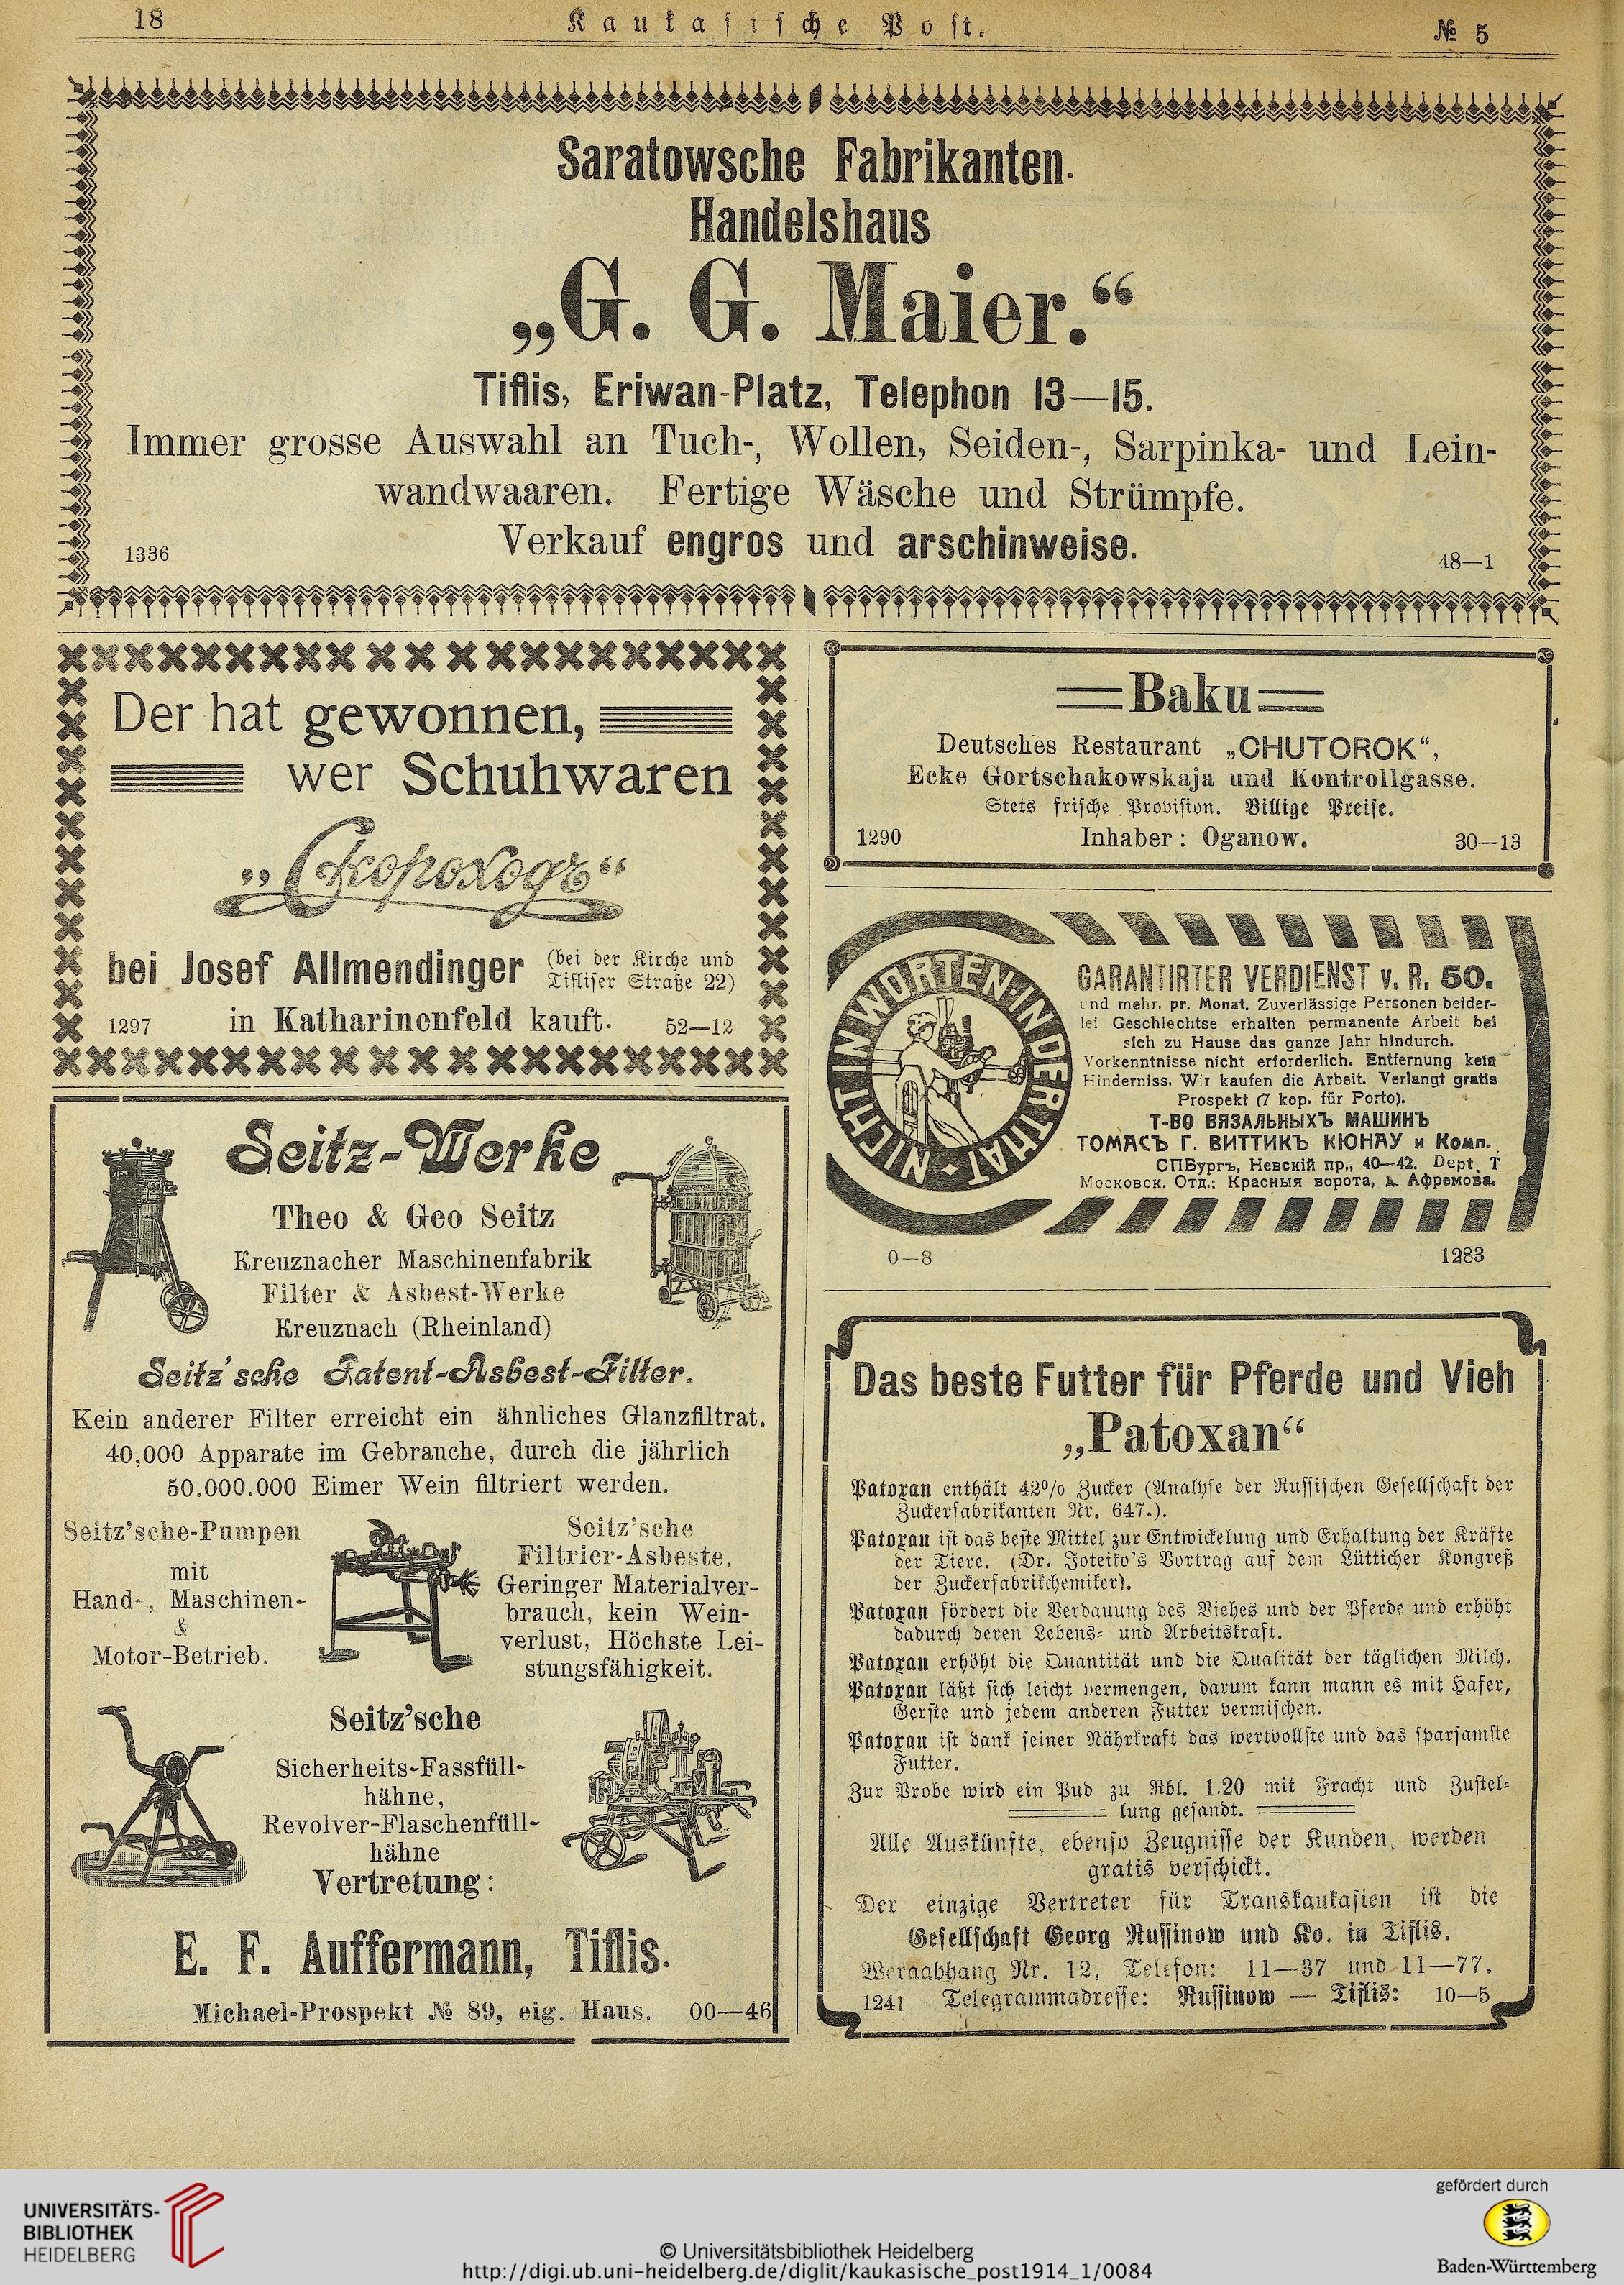 18
Kaukasische Post.
№ 5
Saratowsche Fabrikanten.
Handelshaus
„G. G. Maier.“
Tiflis, Eriwan-Platz, Telephon 13—15.
Immer grosse Auswahl an Tuch-, Wollen, Seiden-, Sarpinka- und Lein-
wandwaaren. Fertige Wäsche und Strümpfe.
Verkauf engros und arschinweise.
1336
48—1
Der hat gewonnen,
wer Schuhwaren
„Скороходъ“
bei Josef Allmendinger (bei der Kirche und
Tifliser Straße 22)
1297 in Katharinenfeld kauft. 52—12
Seitz-Werke
Theo & Geo Seitz
Kreuznacher Maschinenfabrik
Filter & Asbest-Werke
Kreuznach (Rheinland)
Seitz'sche Patent-Asbest-Filter.
Kein anderer Filter erreicht ein ähnliches Glanzfiltrat.
40,000 Apparate im Gebrauche, durch die jährlich
50.000.000 Eimer Wein filtriert werden.
Seitz'sche-Pumpen
mit
Hand-, Maschinen-
&
Motor-Betrieb.
Seitz'sche
Filtrier-Asbeste.
Geringer Materialver-
brauch, kein Wein-
verlust, Höchste Lei-
stungsfähigkeit.
Seitz'sche
Sicherheits-Fassfüll-
hähne,
Revolver-Flaschenfüll-
hähne
Vertretung:
E. F. Auffermann, Tiflis.
Michael-Prospekt № 89, eig. Haus. 00—46
Baku
Deutsches Restaurant „CHUTOROK“,
Ecke Gortschakowskaja und Kontrollgasse.
Stets frische Provision. Billige Preise.
1290 Inhaber: Oganow. 30—13
NICHT IN WORTEN·IN DER THAT
GARANTIRTER VERDIENST v. R. 50.
und mehr. pr. Monat. Zuverlässige Personen beider-
lei Geschlechtse erhalten permanente Arbeit bei
sich zu Hause das ganze Jahr hindurch.
Vorkenntnisse nicht erforderlich. Entfernung kein
Hinderniss. Wir kaufen die Arbeit. Verlangt gratis
Prospekt (7 kop. für Porto).
Т-ВО ВЯЗАЛЬНЫХЪ МАШИНЪ
ТОМАСЪ Г. ВИТТИКЪ КЮНАУ и Комп.
СПБургъ, Невскій пр., 40—42. Dept. T
Московск. Отд.: Красныя ворота, д. Афремова.
0—8
1283
Das beste Futter für Pferde und Vieh
„Patoxan“
Patoxan enthält 42% Zucker (Analyse der Russischen Gesellschaft der
Zuckerfabrikanten Nr. 647.).
Patoxan ist das beste Mittel zur Entwickelung und Erhaltung der Kräfte
der Tiere. (Dr. Joteiko's Vortrag auf dem Lütticher Kongreß
der Zuckerfabrikchemiker).
Patoxan fördert die Verdauung des Viehes und der Pferde und erhöht
dadurch deren Lebens- und Arbeitskraft.
Patoxan erhöht die Quantität und die Qualität der täglichen Milch.
Patoxan läßt sich leicht vermengen, darum kann mann es mit Hafer,
Gerste und jedem anderen Futter vermischen.
Patoxan ist dank seiner Nährkraft das wertvollste und das sparsamste
Futter.
Zur Probe wird ein Pud zu Rbl. 1.20 mit Fracht und Zustel-
lung gesandt.
Alle Auskünfte, ebenso Zeugnisse der Kunden, werden
gratis verschickt.
Der einzige Vertreter für Transkaukasien ist die
Gesellschaft Georg Russinow und Ko. in Tiflis.
Weraabhang Nr. 12, Telefon: 11—37 und 11—77.
1241 Telegrammadresse: Russinow — Tiflis: 10—5
UNIVERSITÄTS-
BIBLIOTHEK
HEIDELBERG
© Universitätsbibliothek Heidelberg
http://digi.ub.uni-heidelberg.de/diglit/kaukasische_post1914_1/0084
gefördert durch
Baden-Württemberg